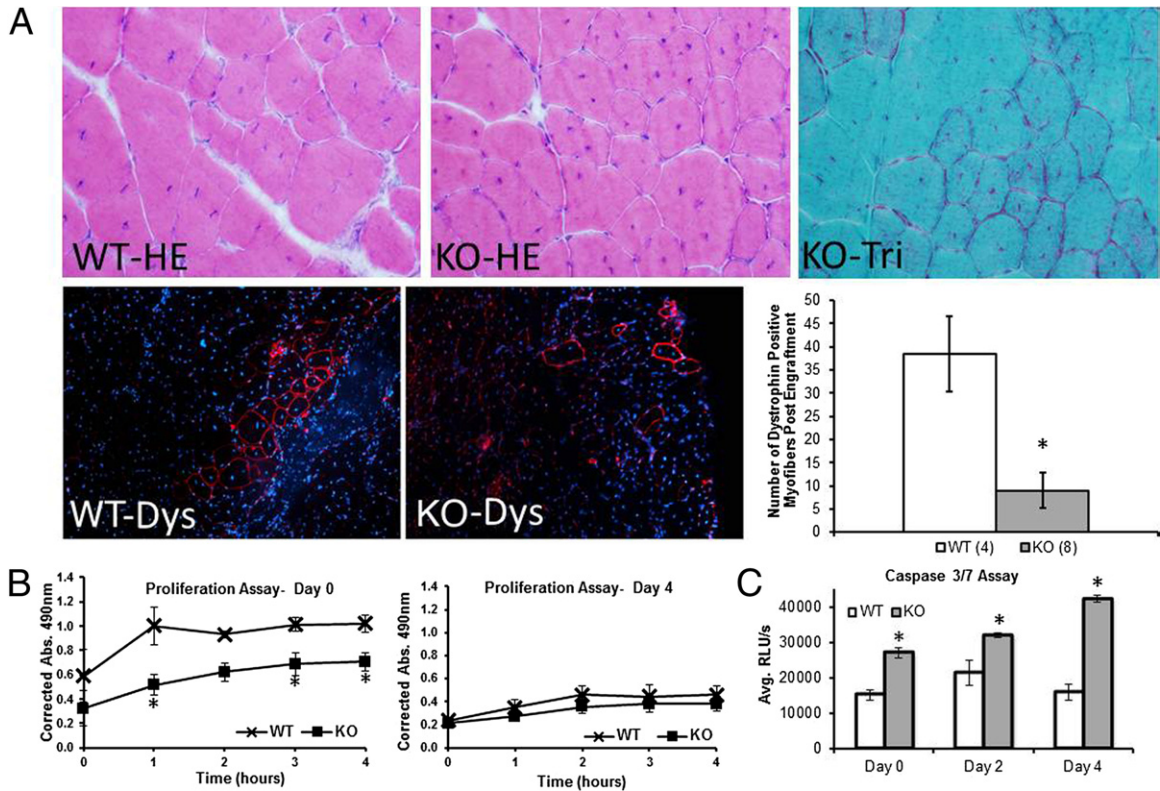 A
WT-HE
KO-HE
KO-Tri
WT-Dys
KO-Dys
Number of Dystrophin Positive
Myofibers Post Engraftment
50
45
40
35
30
25
20
15
10
5
0
*
WT (4) KO (8)
B
Proliferation Assay- Day 0
Corrected Abs. 490nm
1.4
1.2
1.0
0.8
0.6
0.4
0.2
0.0
* * *
WT KO
0 1 2 3 4
Time (hours)
Proliferation Assay- Day 4
Corrected Abs. 490nm
1.4
1.2
1.0
0.8
0.6
0.4
0.2
0.0
WT KO
0 1 2 3 4
Time (hours)
C
Caspase 3/7 Assay
Avg. RLU/s
40000
30000
20000
10000
0
WT KO
* * *
Day 0 Day 2 Day 4